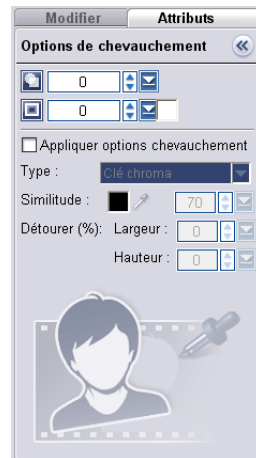 Modifier Attributs
Options de chevauchement
0
0
Appliquer options chevauchement
Type : Clé chroma
Similitude : 70
Détourer (%): Largeur : 0
Hauteur : 0